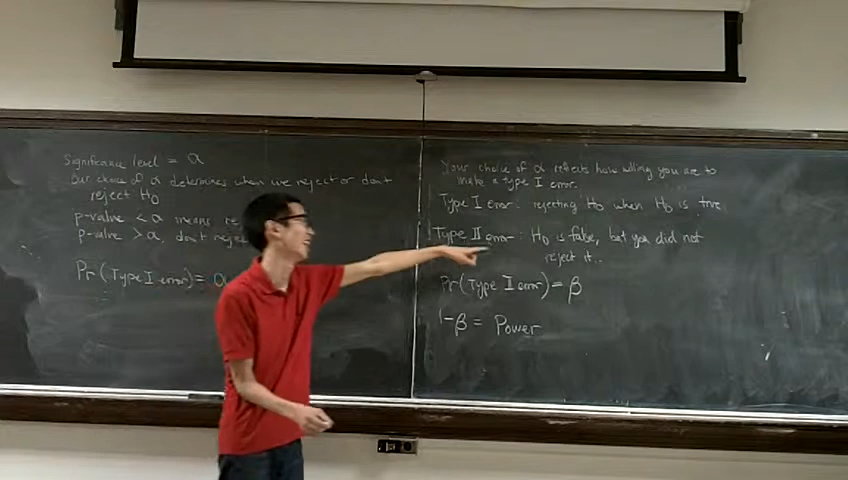 Significance level = α
Our choice of α determines when we reject or don't
reject H0
p-value < α means re
p-value > α, don't reje
Pr(Type I error) = α
Your choice of α reflects how willing you are to
make a type I error.
Type I error: rejecting H0 when H0 is true
Type II error: H0 is false, but you did not
reject it..
Pr(Type II error) = β
1-β = Power